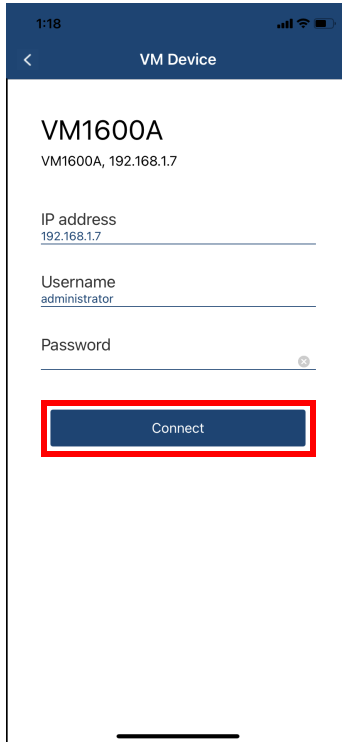 1:18
VM Device
VM1600A
VM1600A, 192.168.1.7
IP address
192.168.1.7
Username
administrator
Password
Connect